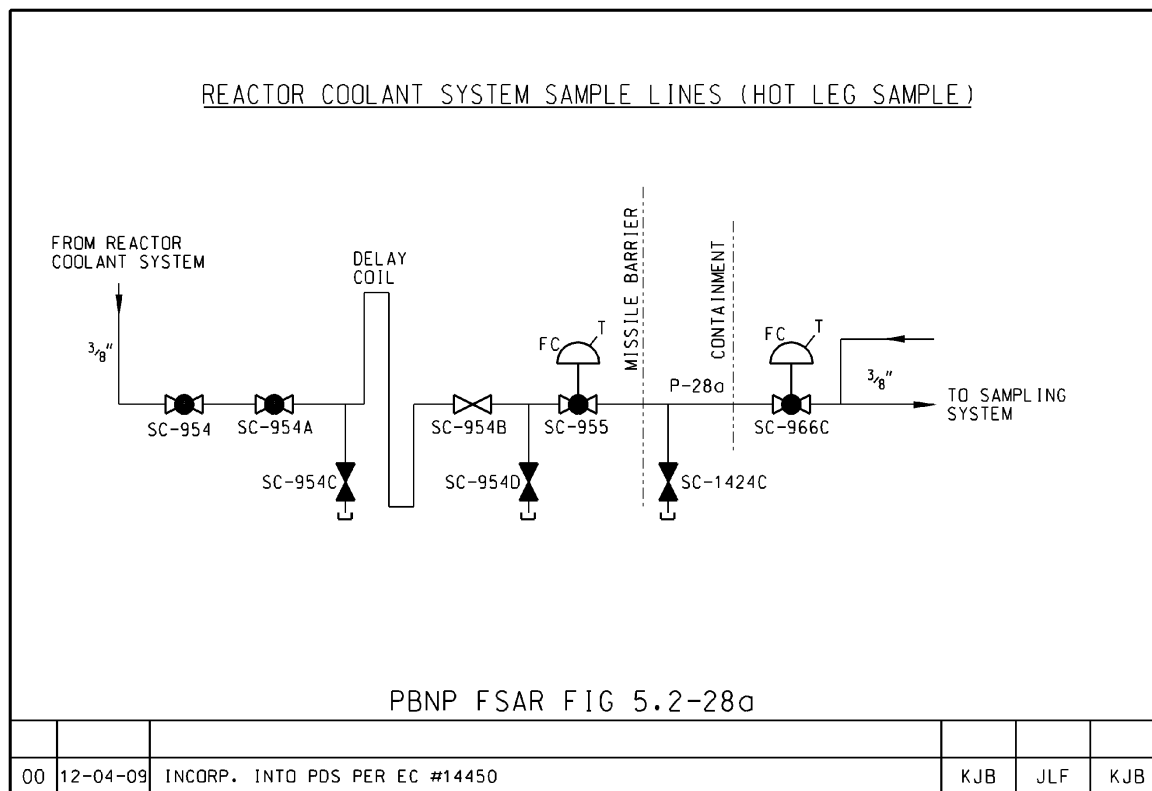 REACTOR COOLANT SYSTEM SAMPLE LINES (HOT LEG SAMPLE)
FROM REACTOR
COOLANT SYSTEM
DELAY
COIL
MISSILE BARRIER
CONTAINMENT
FC
T
FC
T
3/8"
P-28a
3/8"
TO SAMPLING
SYSTEM
SC-954
SC-954A
SC-954B
SC-955
SC-966C
SC-954C
SC-954D
SC-1424C
PBNP FSAR FIG 5.2-28a
00 12-04-09 INCORP. INTO PDS PER EC #14450 KJB JLF KJB